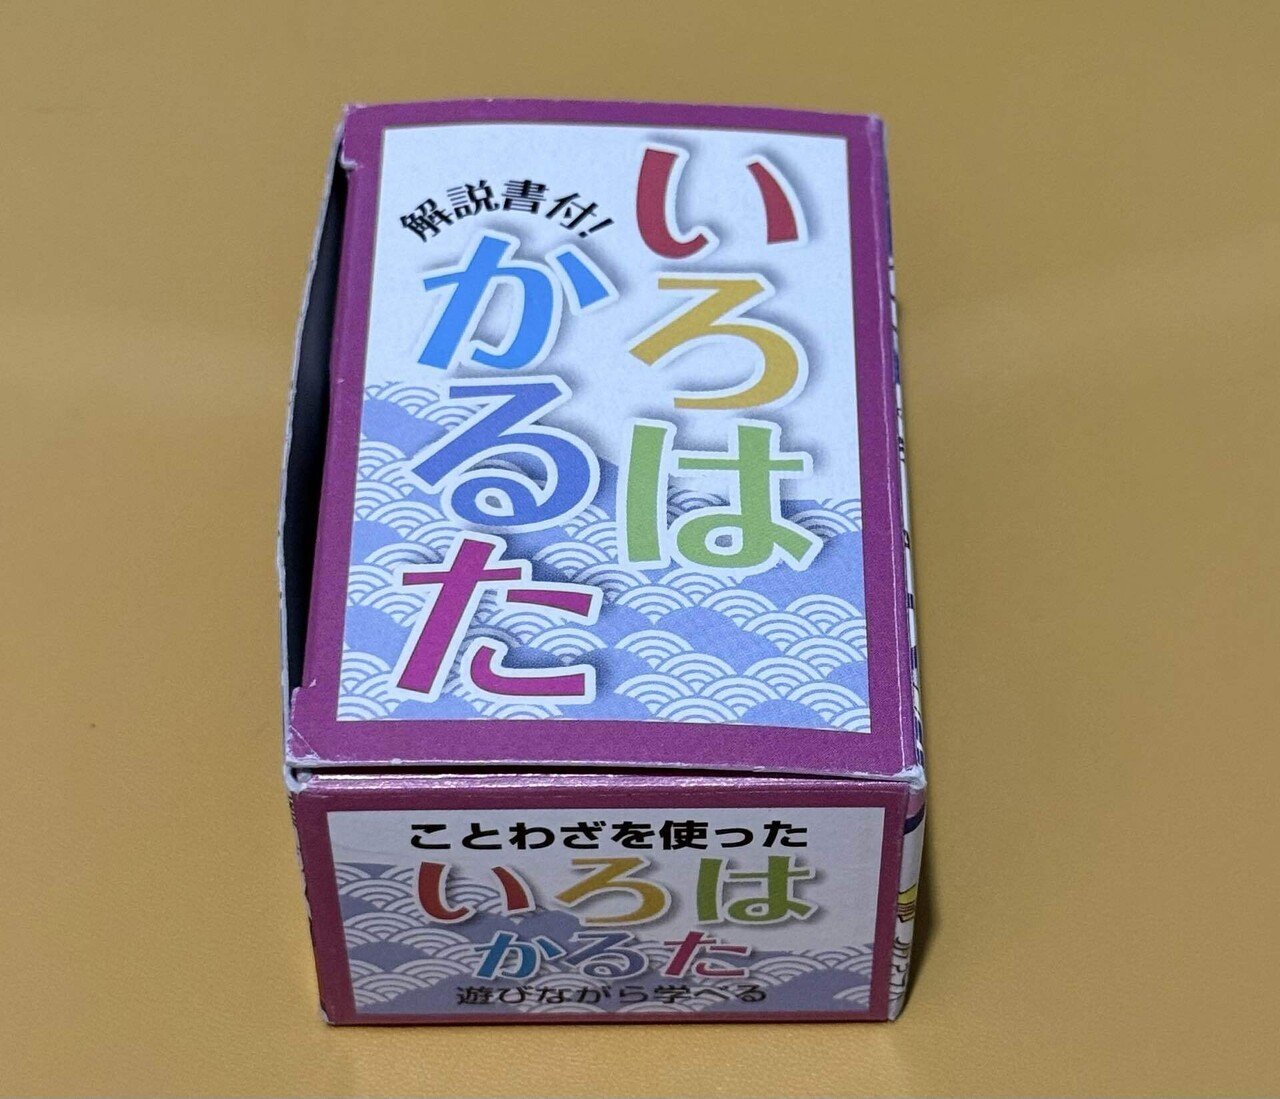 いろは
かるた
解説書付!
ことわざを使った
いろは
かるた
遊びながら学べる